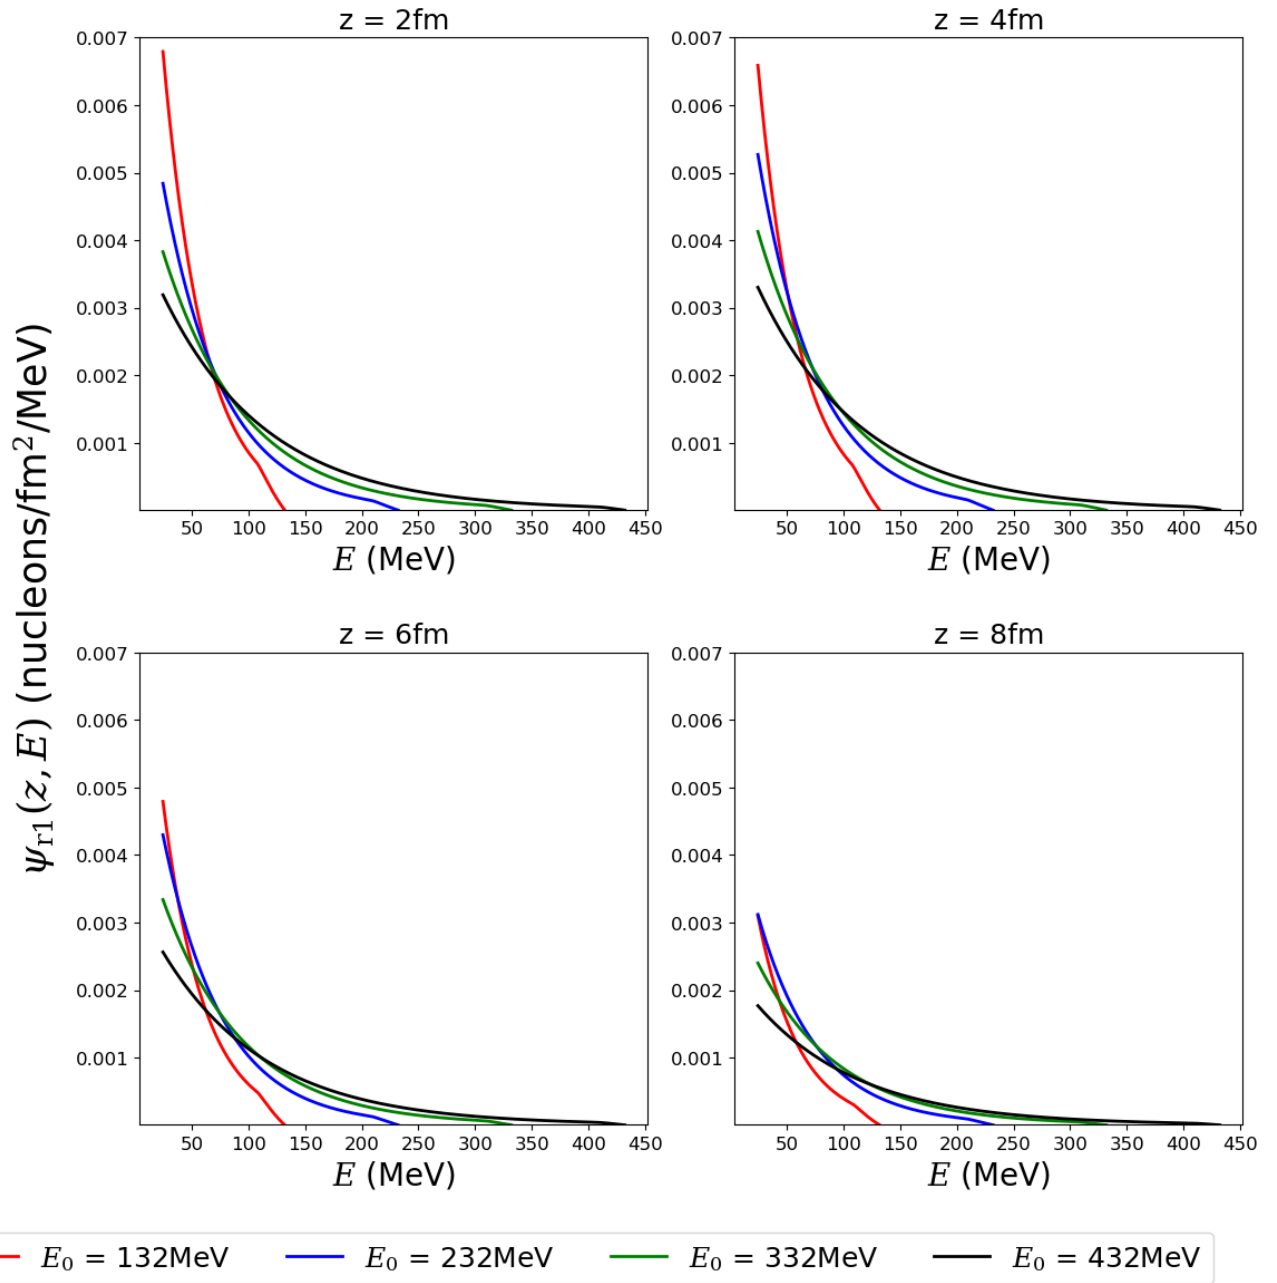 z = 2fm
0.007
0.006
0.005
0.004
0.003
0.002
0.001
50 100 150 200 250 300 350 400 450
E (MeV)
z = 4fm
0.007
0.006
0.005
0.004
0.003
0.002
0.001
50 100 150 200 250 300 350 400 450
E (MeV)
ψr1(z, E) (nucleons/fm²/MeV)
z = 6fm
0.007
0.006
0.005
0.004
0.003
0.002
0.001
50 100 150 200 250 300 350 400 450
E (MeV)
z = 8fm
0.007
0.006
0.005
0.004
0.003
0.002
0.001
50 100 150 200 250 300 350 400 450
E (MeV)
E₀ = 132MeV
E₀ = 232MeV
E₀ = 332MeV
E₀ = 432MeV